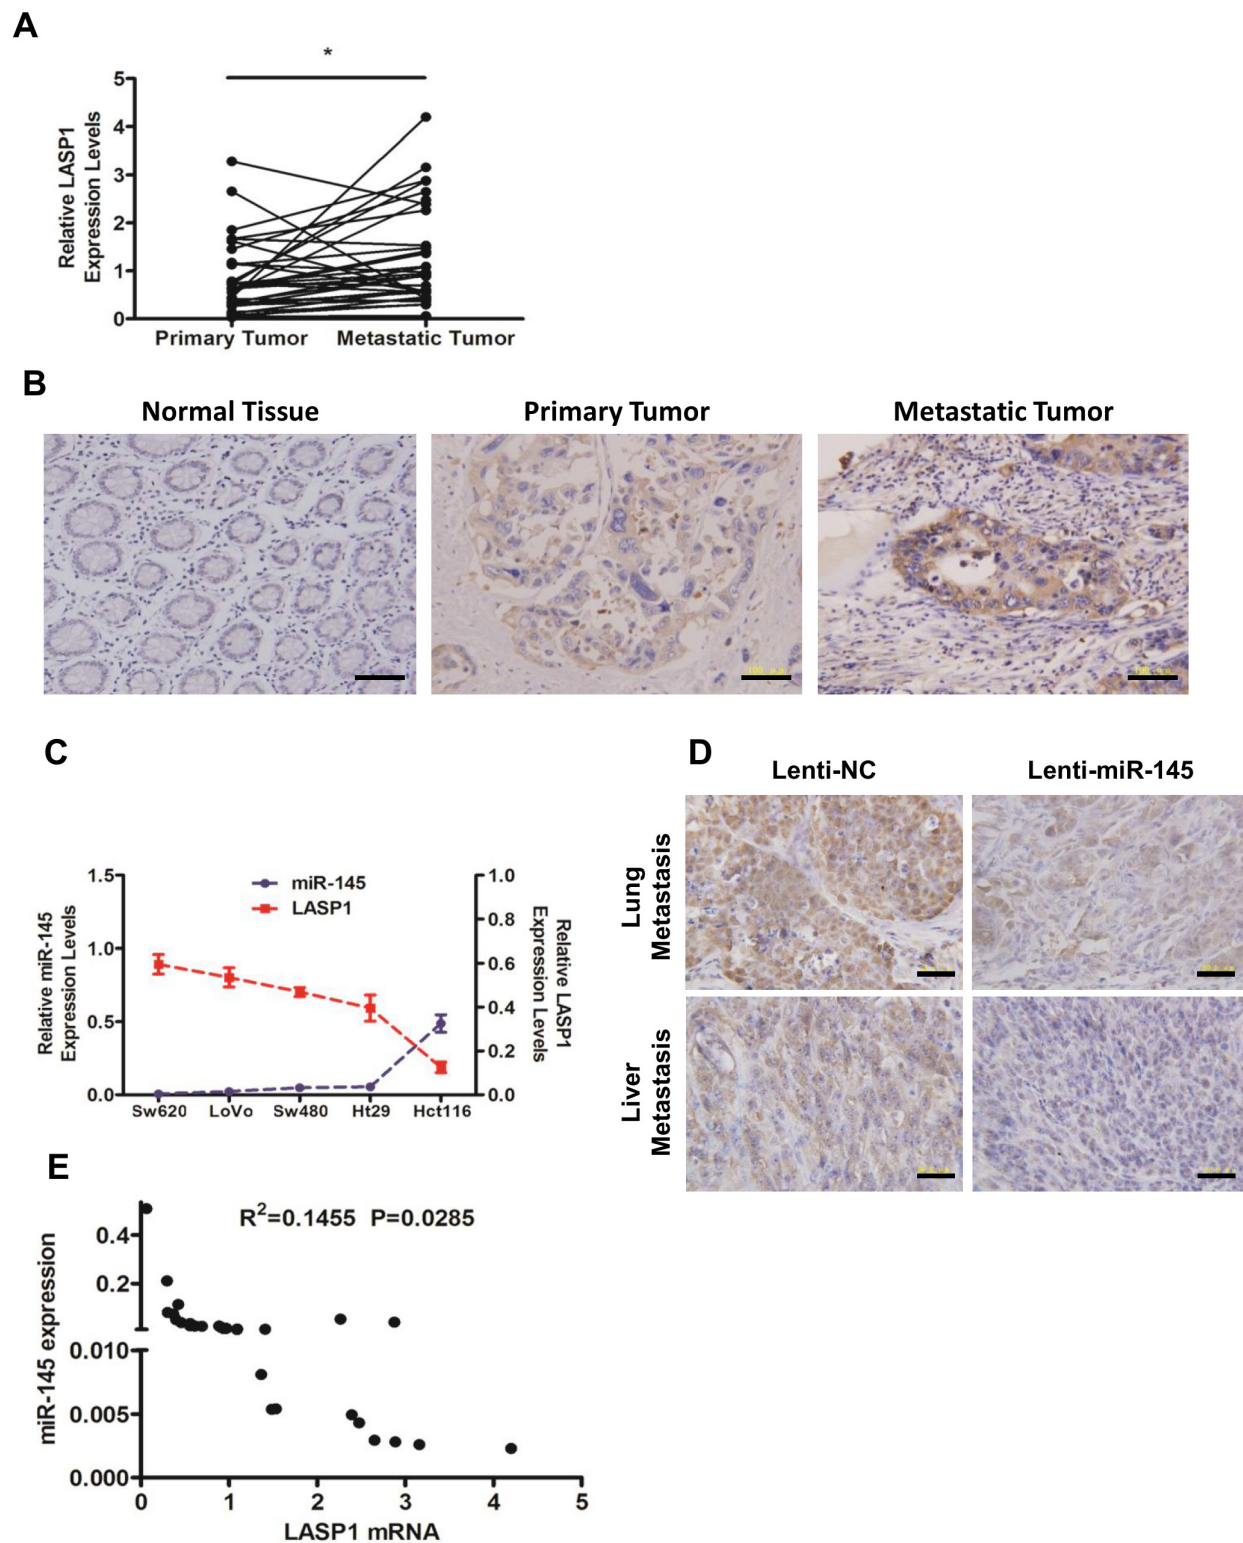 A
*
Relative LASP1
Expression Levels
5
4
3
2
1
0
Primary Tumor
Metastatic Tumor
B
Normal Tissue
Primary Tumor
Metastatic Tumor
C
miR-145
LASP1
Relative miR-145
Expression Levels
1.5
1.0
0.5
0.0
1.0
0.8
0.6
0.4
0.2
0.0
Relative LASP1
Expression Levels
Sw620
LoVo
Sw480
Ht29
Hct116
D
Lenti-NC
Lenti-miR-145
Lung
Metastasis
Liver
Metastasis
E
R²=0.1455 P=0.0285
miR-145 expression
0.4
0.2
0.010
0.005
0.000
0
1
2
3
4
5
LASP1 mRNA